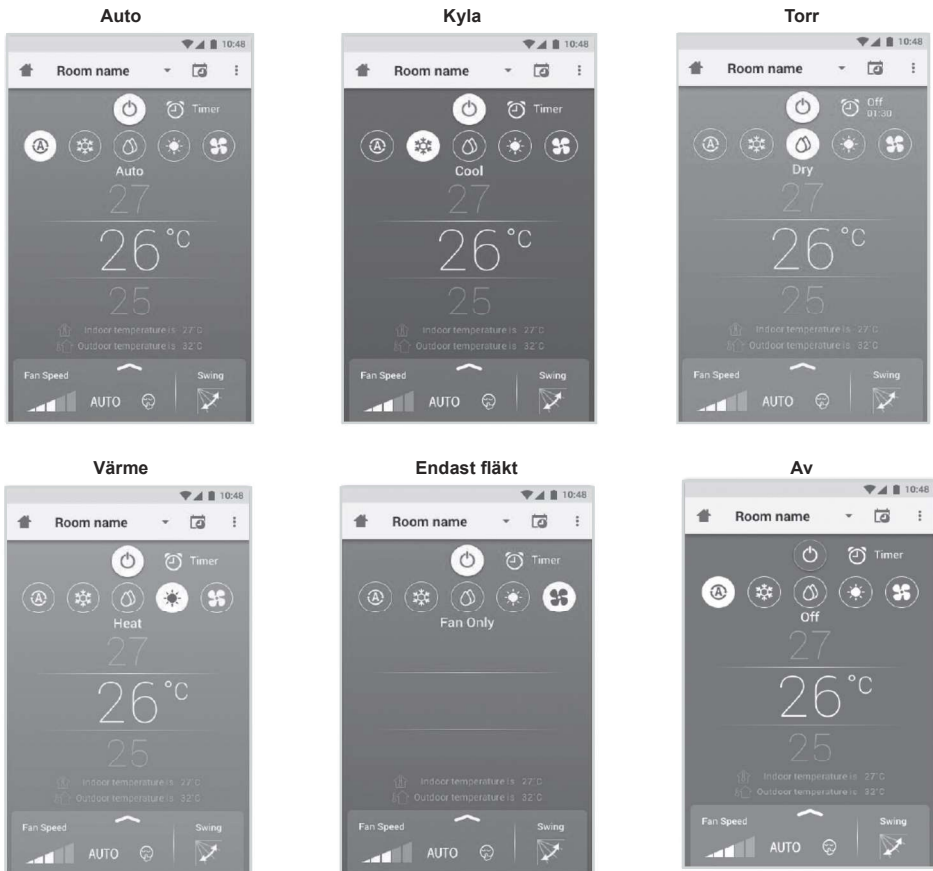 Auto
10:48
Room name
Timer
Auto
27
26°C
25
Indoor temperature is 27°C
Outdoor temperature is 32°C
Fan Speed
Swing
AUTO
Kyla
10:48
Room name
Timer
Cool
27
26°C
25
Indoor temperature is 27°C
Outdoor temperature is 32°C
Fan Speed
Swing
AUTO
Torr
10:48
Room name
Off
01:30
Dry
27
26°C
25
Indoor temperature is 27°C
Outdoor temperature is 32°C
Fan Speed
Swing
AUTO
Värme
10:48
Room name
Timer
Heat
27
26°C
25
Indoor temperature is 27°C
Outdoor temperature is 32°C
Fan Speed
Swing
AUTO
Endast fläkt
10:48
Room name
Timer
Fan Only
Indoor temperature is 27°C
Outdoor temperature is 32°C
Fan Speed
Swing
AUTO
Av
10:48
Room name
Timer
Off
27
26°C
25
Indoor temperature is 27°C
Outdoor temperature is 32°C
Fan Speed
Swing
AUTO